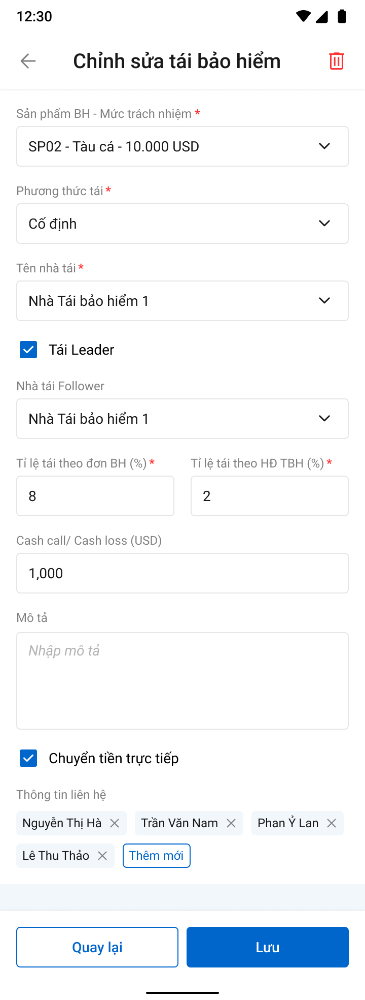 12:30
Chỉnh sửa tái bảo hiểm
Sản phẩm BH - Mức trách nhiệm *
SP02 - Tàu cá - 10.000 USD
Phương thức tái *
Cố định
Tên nhà tái *
Nhà Tái bảo hiểm 1
Tái Leader
Nhà tái Follower
Nhà Tái bảo hiểm 1
Tỉ lệ tái theo đơn BH (%) * Tỉ lệ tái theo HĐ TBH (%) *
8 2
Cash call/ Cash loss (USD)
1,000
Mô tả
Nhập mô tả
Chuyển tiền trực tiếp
Thông tin liên hệ
Nguyễn Thị Hà Trần Văn Nam Phan Ỷ Lan
Lê Thu Thảo Thêm mới
Quay lại Lưu